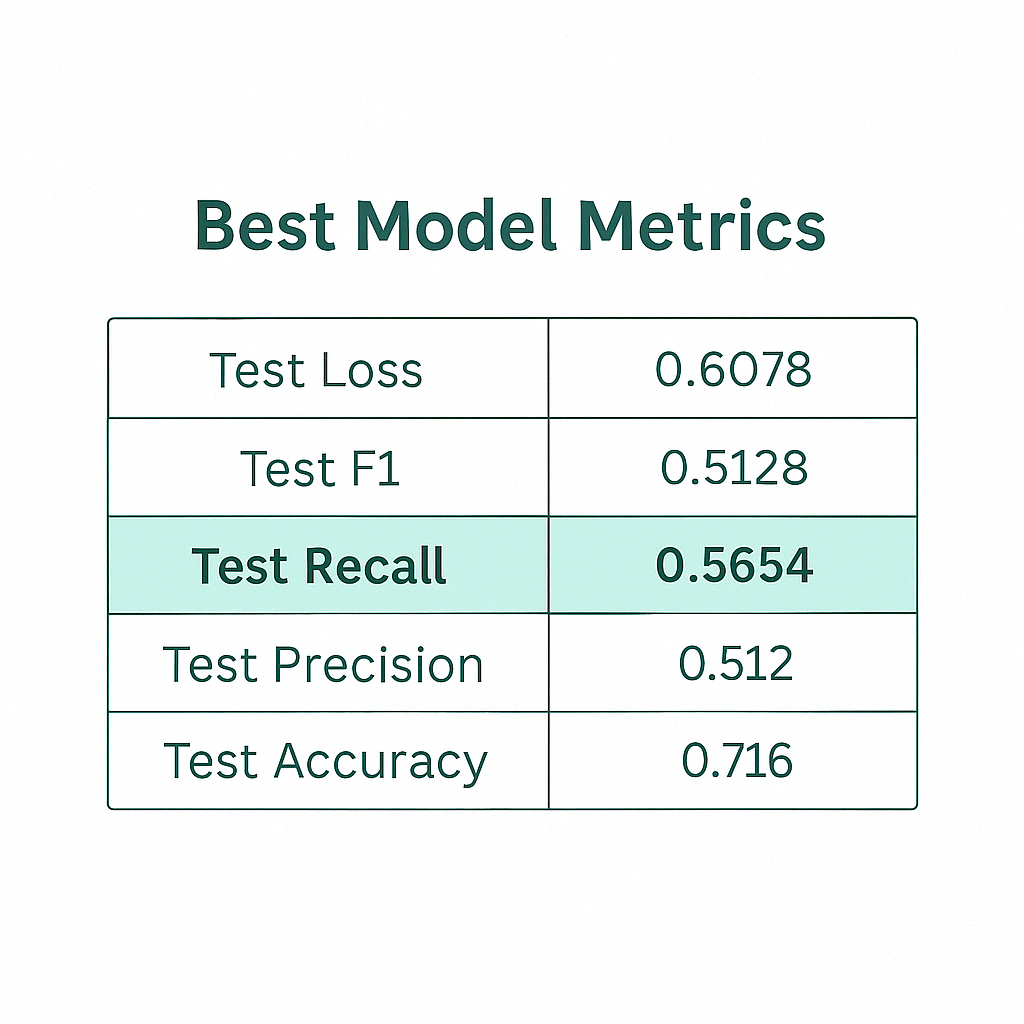 Best Model Metrics
Test Loss 0.6078
Test F1 0.5128
Test Recall 0.5654
Test Precision 0.512
Test Accuracy 0.716